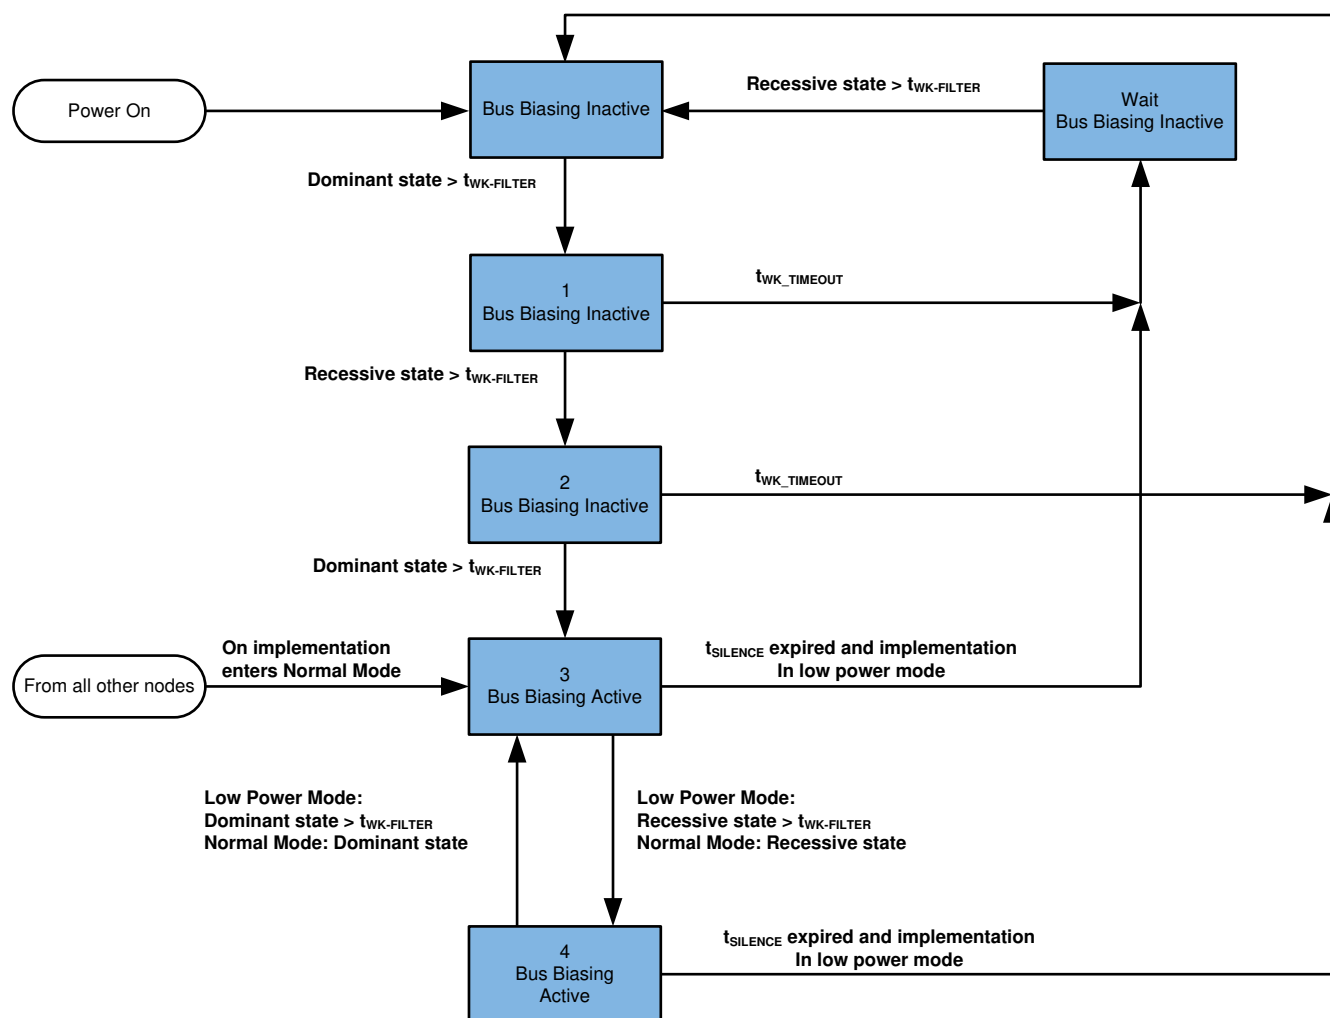 Recessive state > tWK-FILTER
Wait
Bus Biasing Inactive
Power On
Bus Biasing Inactive
Dominant state > tWK-FILTER
1
Bus Biasing Inactive
tWK_TIMEOUT
Recessive state > tWK-FILTER
2
Bus Biasing Inactive
tWK_TIMEOUT
Dominant state > tWK-FILTER
On implementation
enters Normal Mode
From all other nodes
3
Bus Biasing Active
tSILENCE expired and implementation
In low power mode
Low Power Mode:
Dominant state > tWK-FILTER
Normal Mode: Dominant state
Low Power Mode:
Recessive state > tWK-FILTER
Normal Mode: Recessive state
4
Bus Biasing
Active
tSILENCE expired and implementation
In low power mode